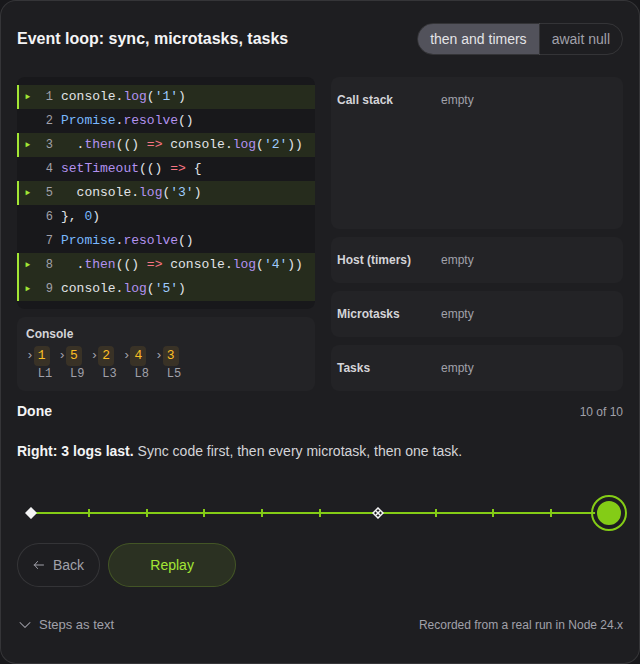 Event loop: sync, microtasks, tasks
then and timers
await null
1 console.log('1')
2 Promise.resolve()
3 .then(() => console.log('2'))
4 setTimeout(() => {
5 console.log('3')
6 }, 0)
7 Promise.resolve()
8 .then(() => console.log('4'))
9 console.log('5')
Console
› 1 › 5 › 2 › 4 › 3
L1 L9 L3 L8 L5
Call stack empty
Host (timers) empty
Microtasks empty
Tasks empty
Done
10 of 10
Right: 3 logs last. Sync code first, then every microtask, then one task.
← Back
Replay
Steps as text
Recorded from a real run in Node 24.x